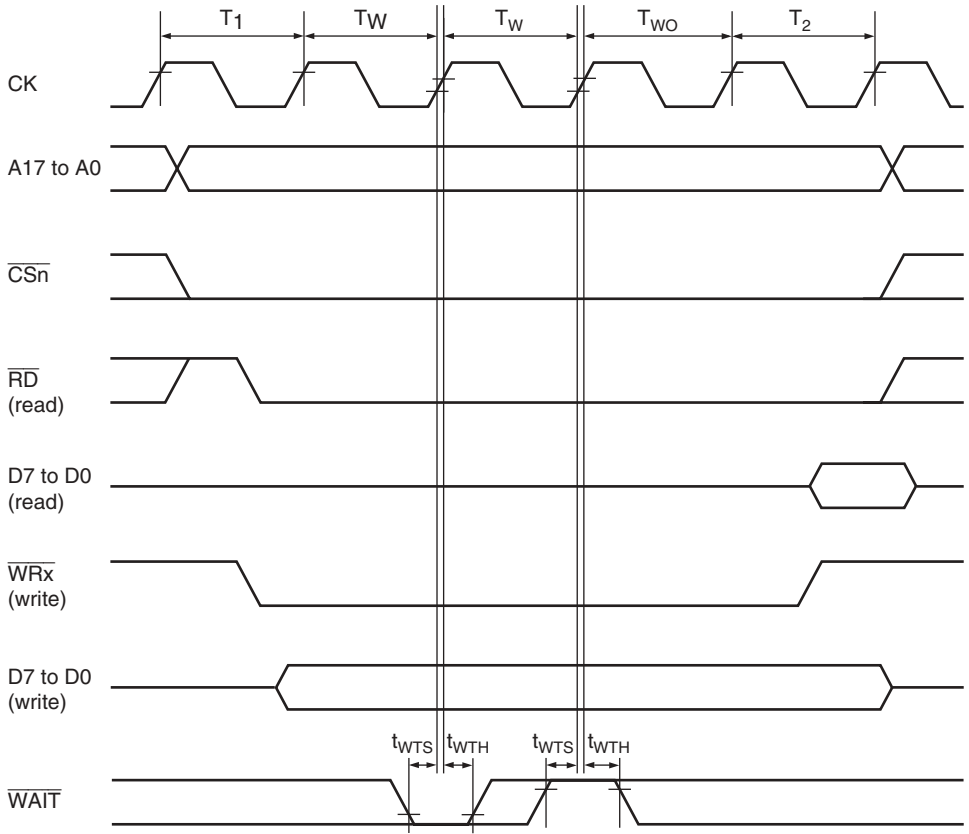 T1 TW TW TWO T2
CK
A17 to A0
CSn
RD
(read)
D7 to D0
(read)
WRx
(write)
D7 to D0
(write)
tWTS tWTH tWTS tWTH
WAIT